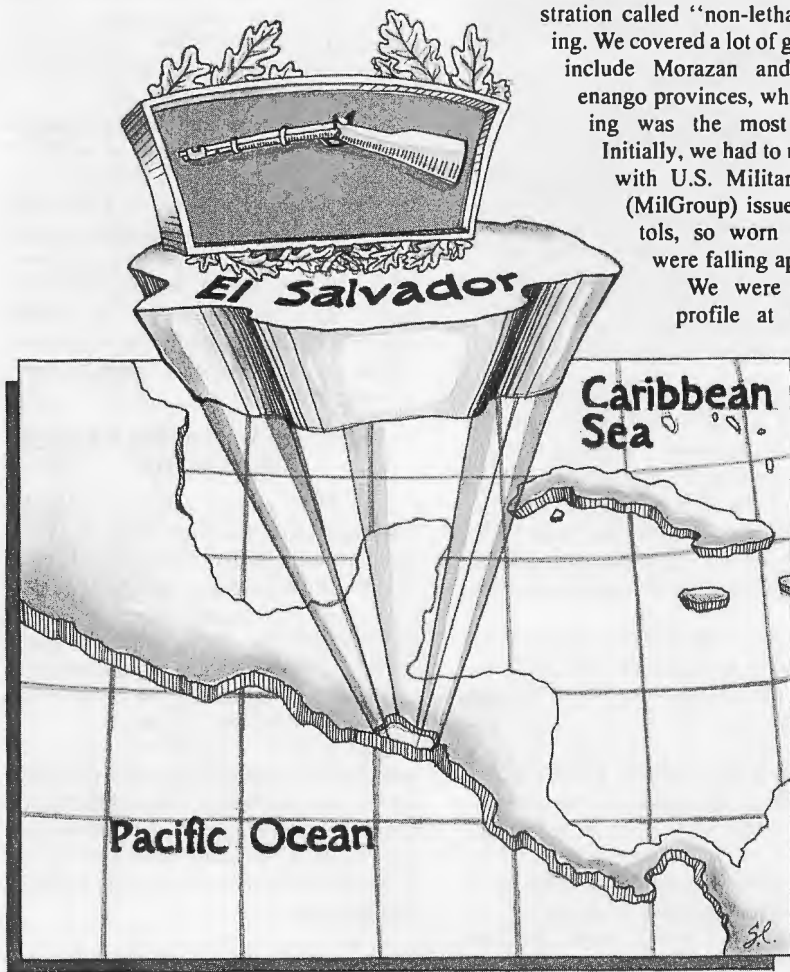 stration called “non-letha
ing. We covered a lot of g
include Morazan and
enango provinces, wh
ing was the most
Initially, we had to
with U.S. Militar
(MilGroup) issue
tols, so worn
were falling ap
We were
profile at
El Salvador
Caribbean
Sea
Pacific Ocean
S.C.